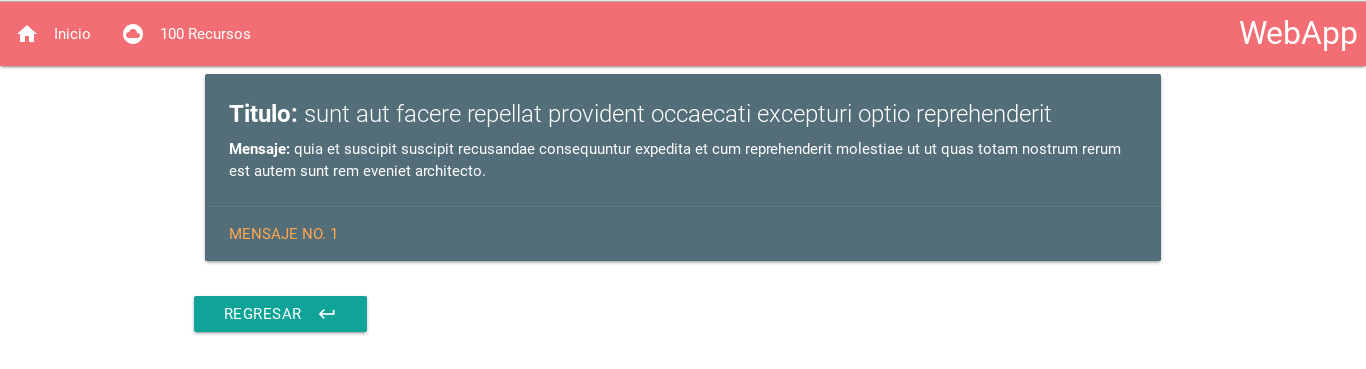 Inicio
100 Recursos
WebApp
Titulo: sunt aut facere repellat provident occaecati excepturi optio reprehenderit
Mensaje: quia et suscipit suscipit recusandae consequuntur expedita et cum reprehenderit molestiae ut ut quas totam nostrum rerum
est autem sunt rem eveniet architecto.
MENSAJE NO. 1
REGRESAR